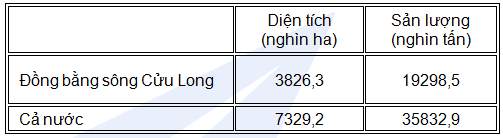 Diện tích Sản lượng
(nghìn ha) (nghìn tấn)
Đồng bằng sông Cửu Long 3826,3 19298,5
Cả nước 7329,2 35832,9